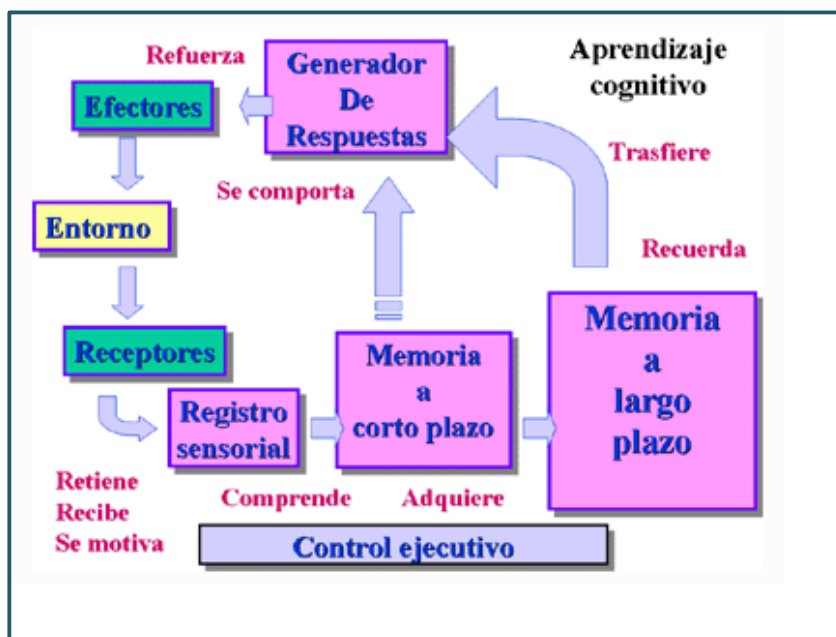 Aprendizaje
cognitivo
Refuerza
Generador
De
Respuestas
Efectores
Trasfiere
Se comporta
Entorno
Recuerda
Receptores
Memoria
a
corto plazo
Memoria
a
largo
plazo
Registro
sensorial
Retiene
Recibe
Se motiva
Comprende
Adquiere
Control ejecutivo